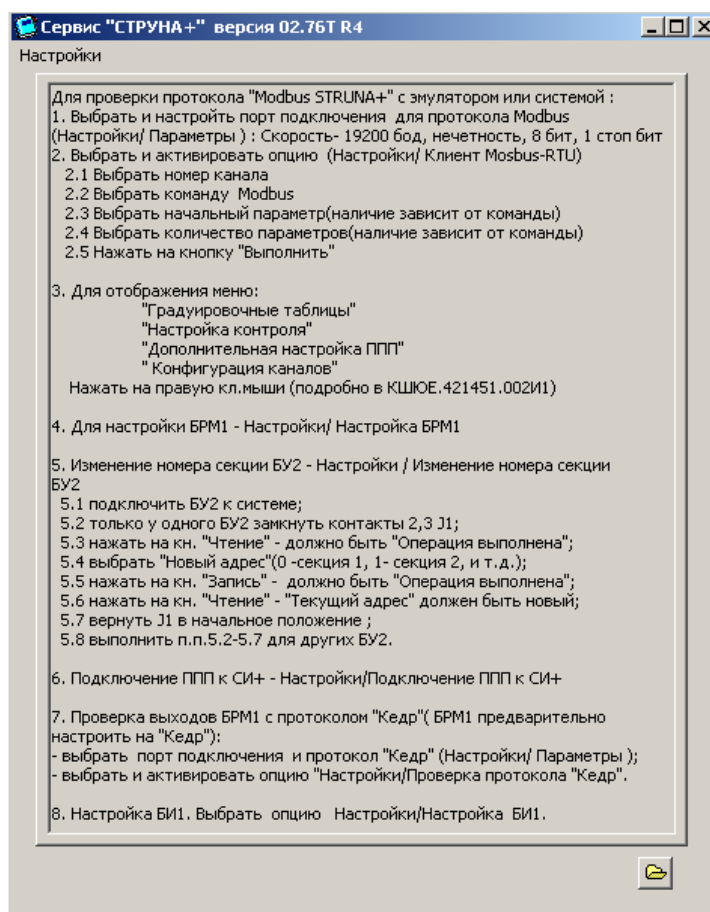 Сервис "СТРУНА+" версия 02.76Т R4
Настройки
Для проверки протокола "Modbus STRUNA+" с эмулятором или системой :
1. Выбрать и настройть порт подключения для протокола Modbus
(Настройки/ Параметры ) : Скорость- 19200 бод, нечетность, 8 бит, 1 стоп бит
2. Выбрать и активировать опцию (Настройки/ Клиент Mosbus-RTU)
2.1 Выбрать номер канала
2.2 Выбрать команду Modbus
2.3 Выбрать начальный параметр(наличие зависит от команды)
2.4 Выбрать количество параметров(наличие зависит от команды)
2.5 Нажать на кнопку "Выполнить"
3. Для отображения меню:
"Градуировочные таблицы"
"Настройка контроля"
"Дополнительная настройка ППП"
" Конфигурация каналов"
Нажать на правую кл.мыши (подробно в КШЮЕ.421451.002И1)
4. Для настройки БРМ1 - Настройки/ Настройка БРМ1
5. Изменение номера секции БУ2 - Настройки / Изменение номера секции
БУ2
5.1 подключить БУ2 к системе;
5.2 только у одного БУ2 замкнуть контакты 2,3 J1;
5.3 нажать на кн. "Чтение" - должно быть "Операция выполнена";
5.4 выбрать "Новый адрес"(0 -секция 1, 1- секция 2, и т.д.);
5.5 нажать на кн. "Запись" - должно быть "Операция выполнена";
5.6 нажать на кн. "Чтение" - "Текущий адрес" должен быть новый;
5.7 вернуть J1 в начальное положение ;
5.8 выполнить п.п.5.2-5.7 для других БУ2.
6. Подключение ППП к СИ+ - Настройки/Подключение ППП к СИ+
7. Проверка выходов БРМ1 с протоколом "Кедр"( БРМ1 предварительно
настроить на "Кедр"):
- выбрать порт подключения и протокол "Кедр" (Настройки/ Параметры );
- выбрать и активировать опцию "Настройки/Проверка протокола "Кедр".
8. Настройка БИ1. Выбрать опцию Настройки/Настройка БИ1.